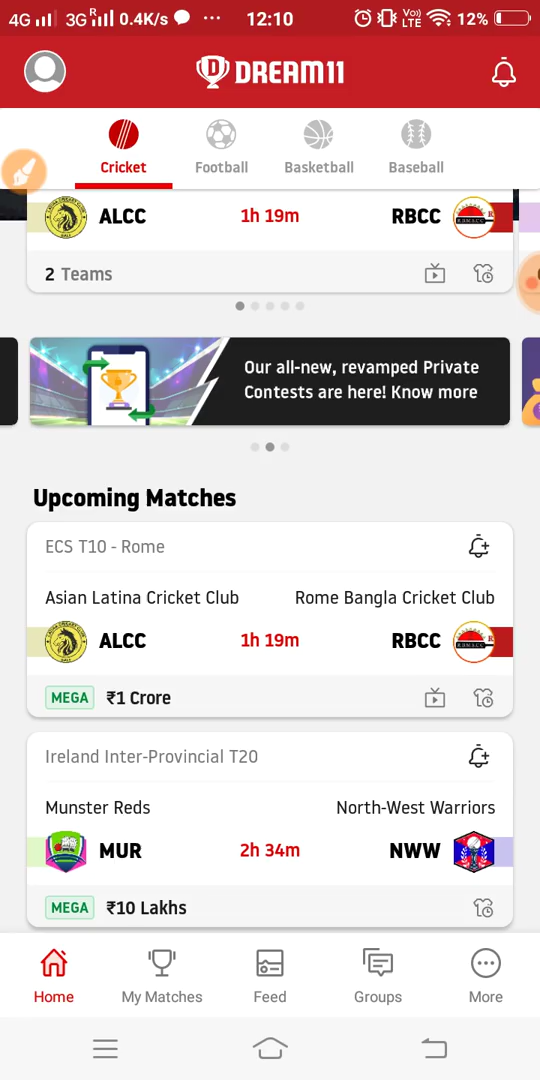 4G 3G R 0.4K/s ... 12:10 Vo) LTE 12%
DREAM11
Cricket Football Basketball Baseball
ALCC 1h 19m RBCC
2 Teams
Our all-new, revamped Private
Contests are here! Know more
Upcoming Matches
ECS T10 - Rome
Asian Latina Cricket Club Rome Bangla Cricket Club
ALCC 1h 19m RBCC
MEGA ₹1 Crore
Ireland Inter-Provincial T20
Munster Reds North-West Warriors
MUR 2h 34m NWW
MEGA ₹10 Lakhs
Home My Matches Feed Groups More